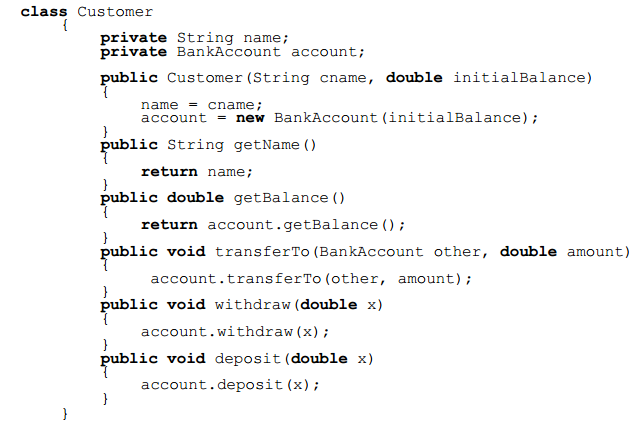 class Customer
{
private String name;
private BankAccount account;
public Customer(String cname, double initialBalance)
{
name = cname;
account = new BankAccount(initialBalance);
}
public String getName()
{
return name;
}
public double getBalance()
{
return account.getBalance();
}
public void transferTo(BankAccount other, double amount)
{
account.transferTo(other, amount);
}
public void withdraw(double x)
{
account.withdraw(x);
}
public void deposit(double x)
{
account.deposit(x);
}
}